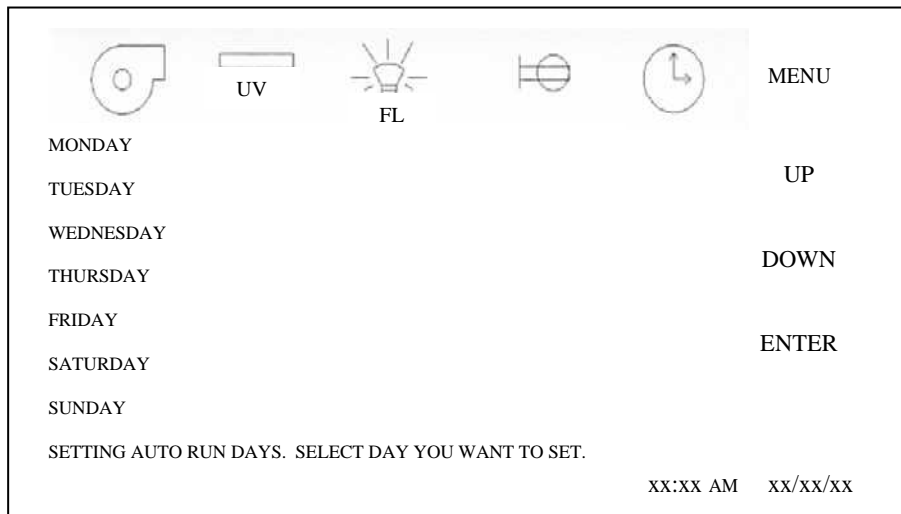 UV
FL
MENU
MONDAY
UP
TUESDAY
WEDNESDAY
DOWN
THURSDAY
FRIDAY
ENTER
SATURDAY
SUNDAY
SETTING AUTO RUN DAYS. SELECT DAY YOU WANT TO SET.
xx:xx AM xx/xx/xx